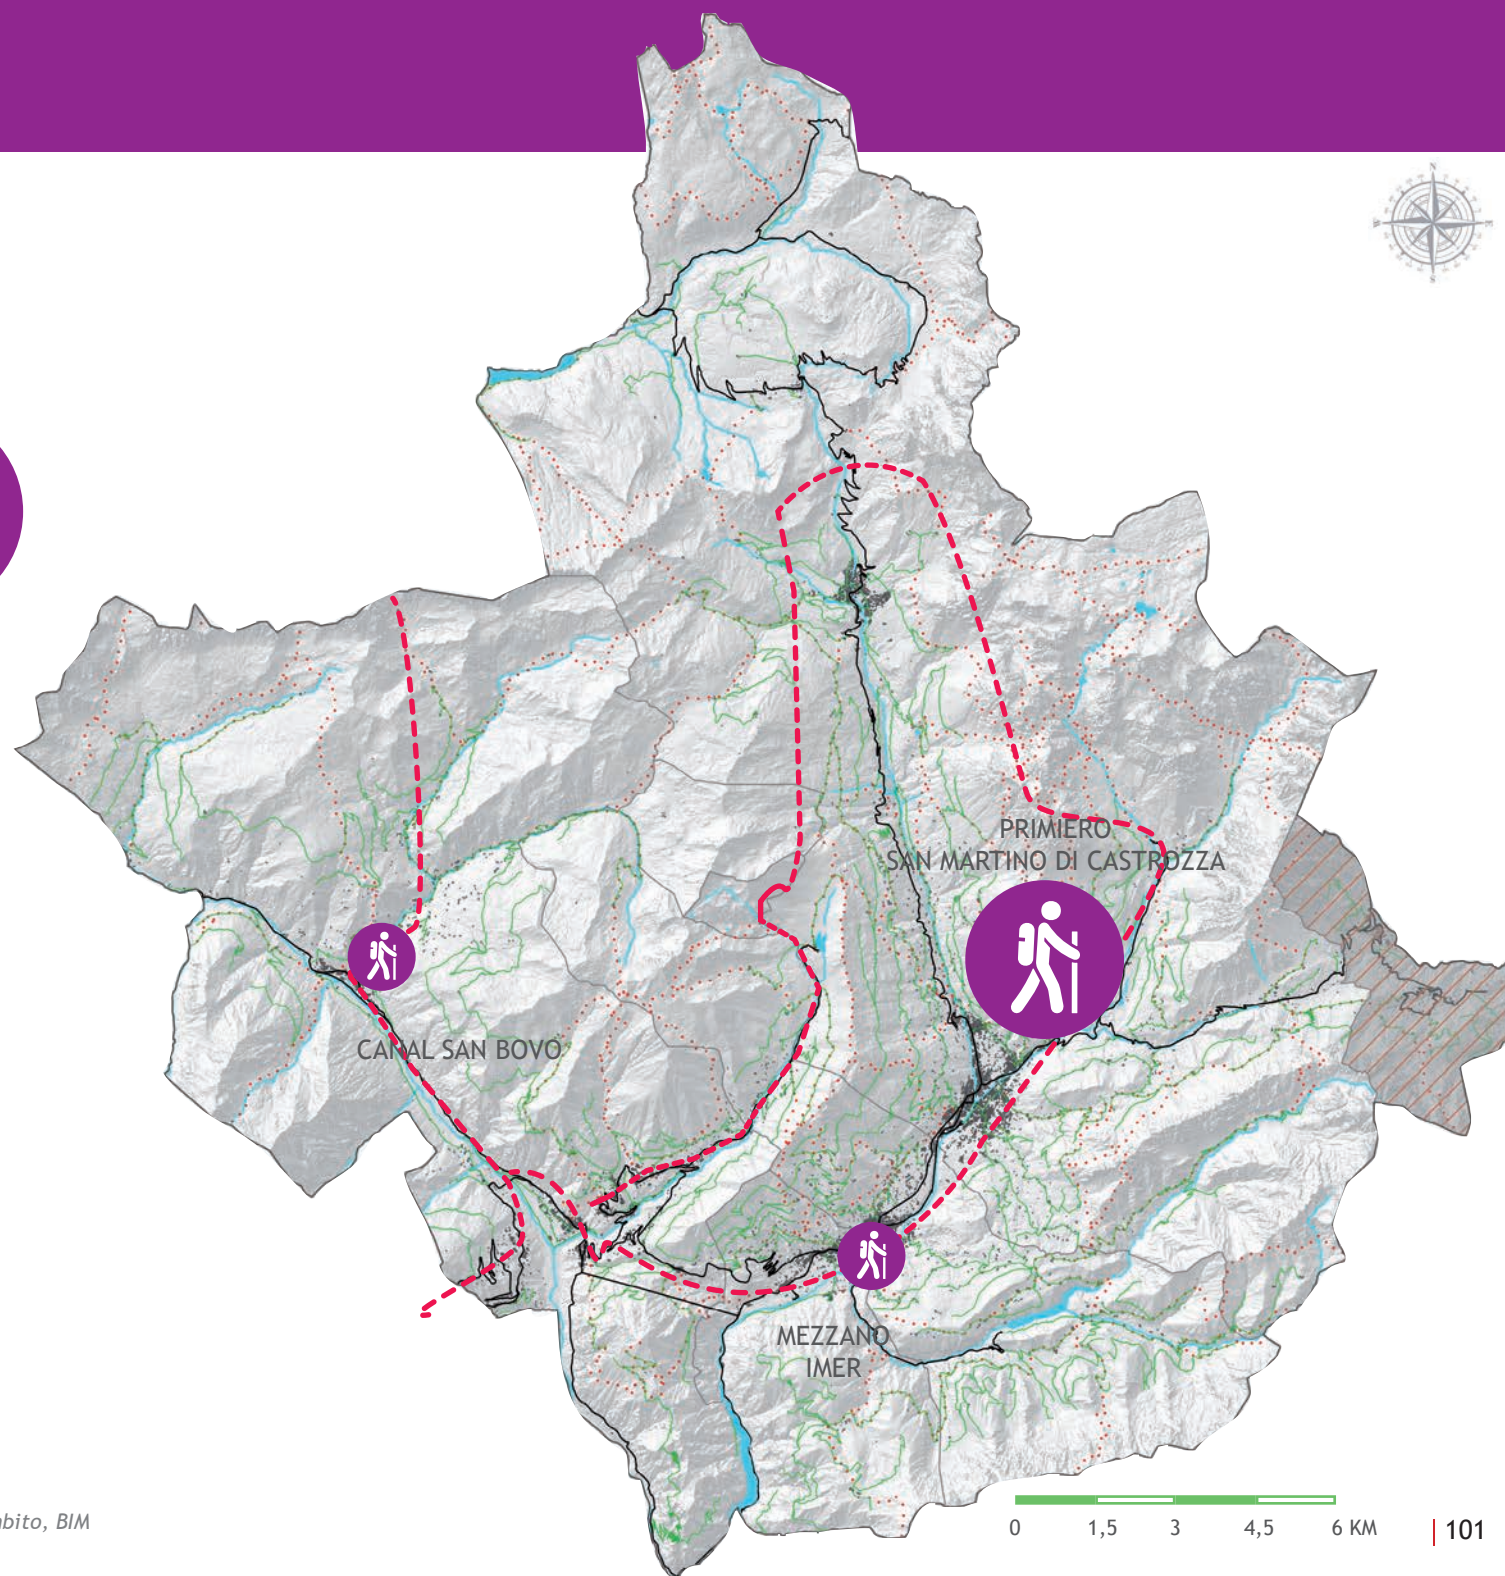 N
W
E
S
PRIMIERO
SAN MARTINO DI CASTROZZA
CANAL SAN BOVO
MEZZANO
IMER
bito, BIM
0 1,5 3 4,5 6 KM
| 101